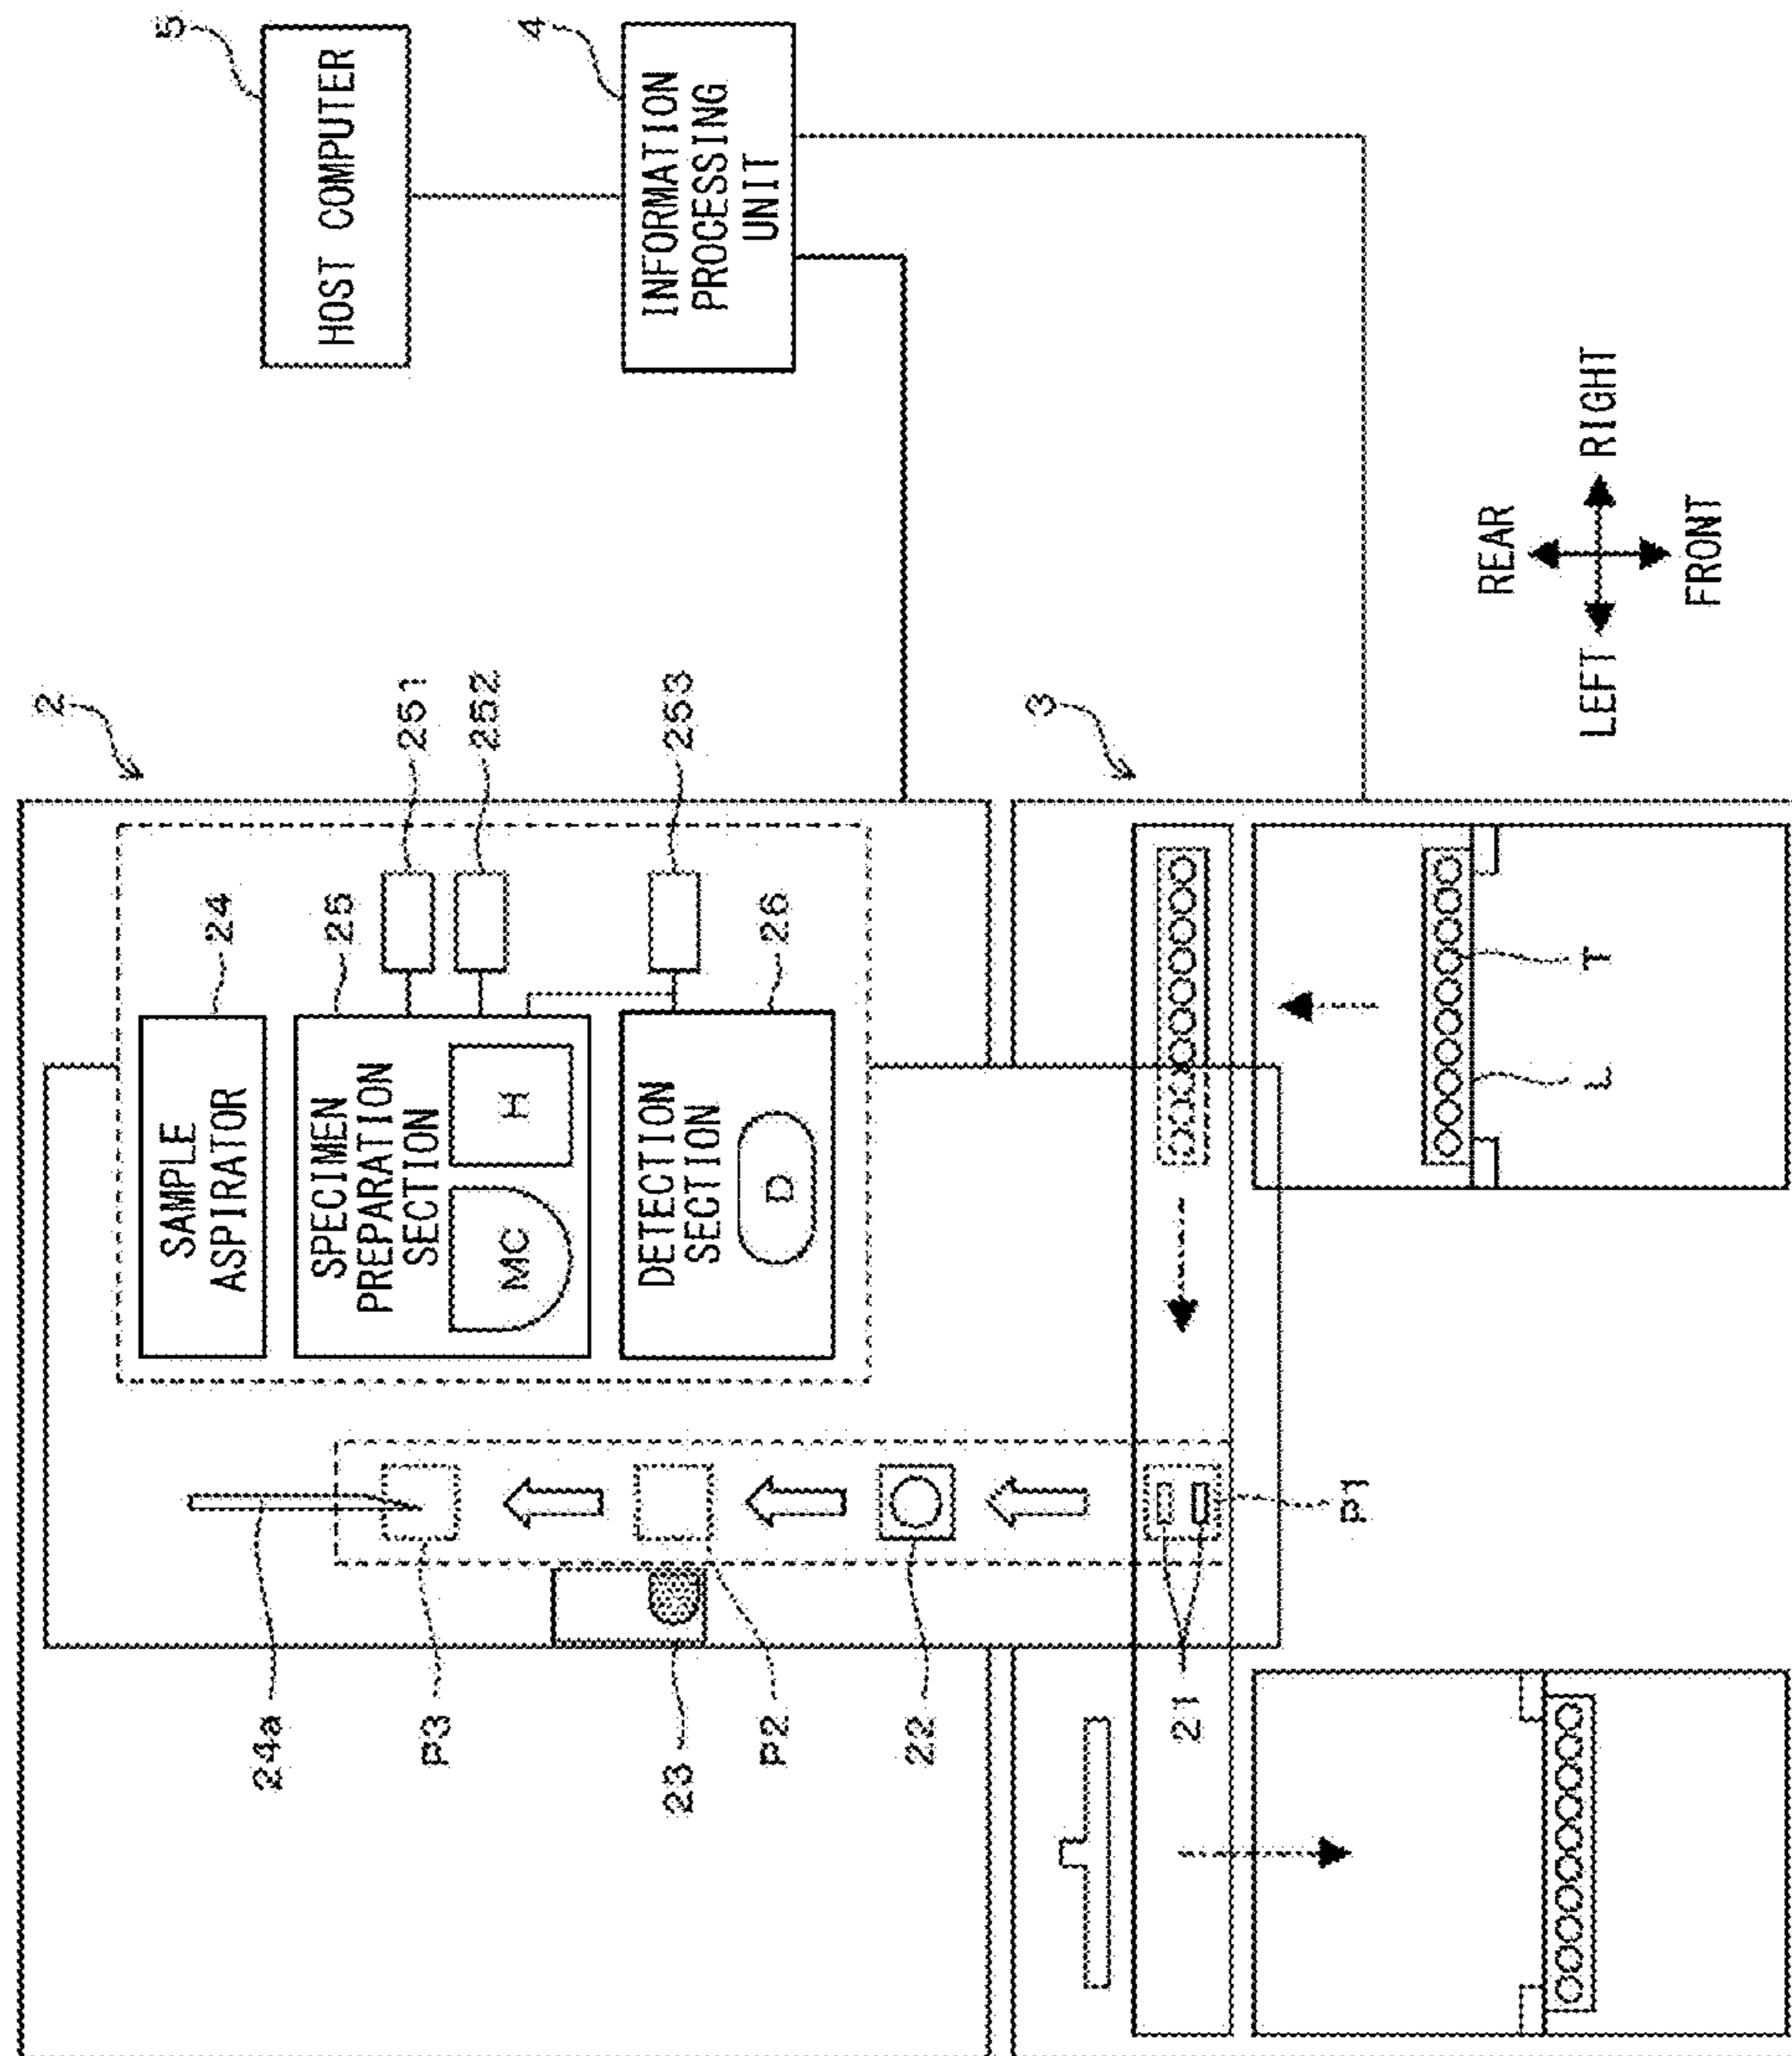 5
HOST COMPUTER
4
INFORMATION
PROCESSING
UNIT
2
251
252
253
24
25
26
SAMPLE
ASPIRATOR
SPECIMEN
PREPARATION
SECTION
MC
H
DETECTION
SECTION
D
24a
P3
23
P2
22
21
P1
3
L
T
REAR
LEFT
RIGHT
FRONT